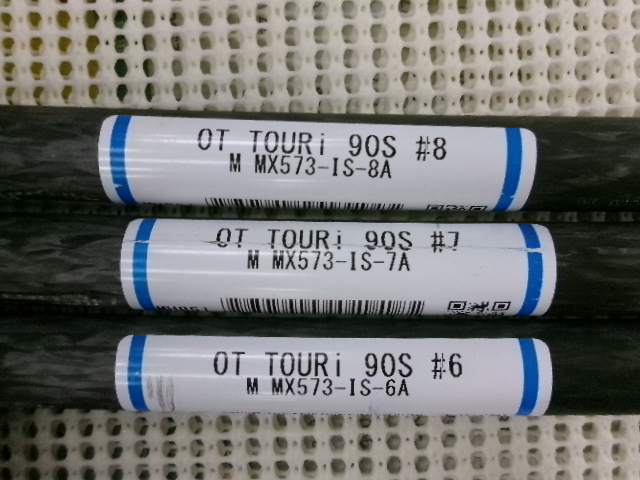 OT TOURi 90S #8
M MX573-IS-8A
OT TOURi 90S #7
M MX573-IS-7A
OT TOURi 90S #6
M MX573-IS-6A